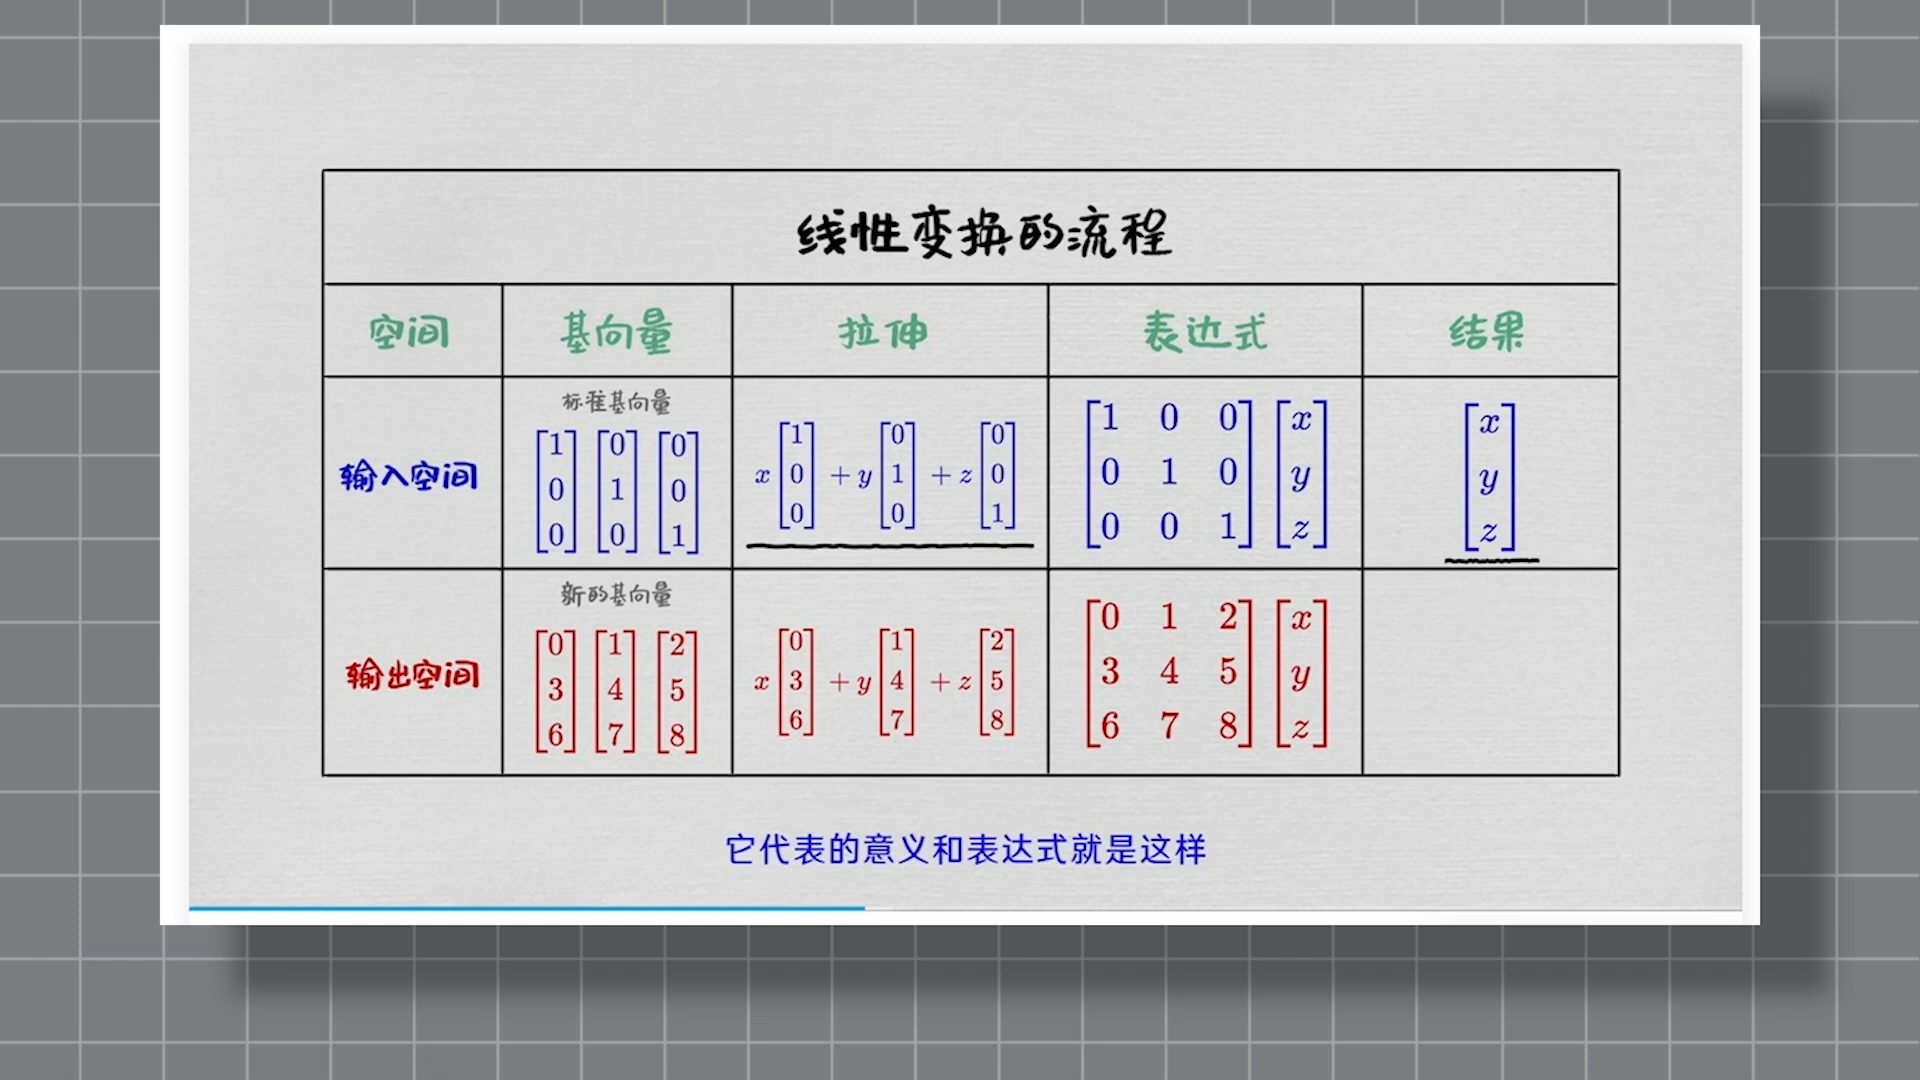 线性变换的流程
空间 基向量 拉伸 表达式 结果
标准基向量
输入空间 [1 0 0] [0 1 0] [0 0 1] x[1 0 0] + y[0 1 0] + z[0 0 1] [1 0 0; 0 1 0; 0 0 1] [x y z] [x y z]
新的基向量
输出空间 [0 3 6] [1 4 7] [2 5 8] x[0 3 6] + y[1 4 7] + z[2 5 8] [0 1 2; 3 4 5; 6 7 8] [x y z]
它代表的意义和表达式就是这样